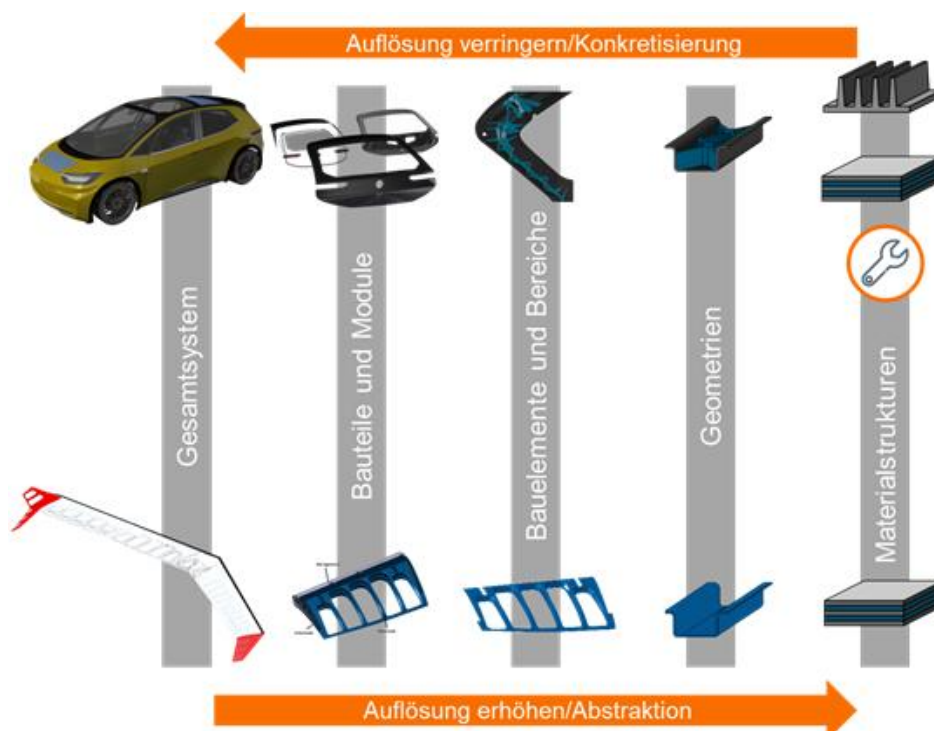 Auflösung verringern/Konkretisierung
Gesamtsystem
Bauteile und Module
Bauelemente und Bereiche
Geometrien
Materialstrukturen
Auflösung erhöhen/Abstraktion